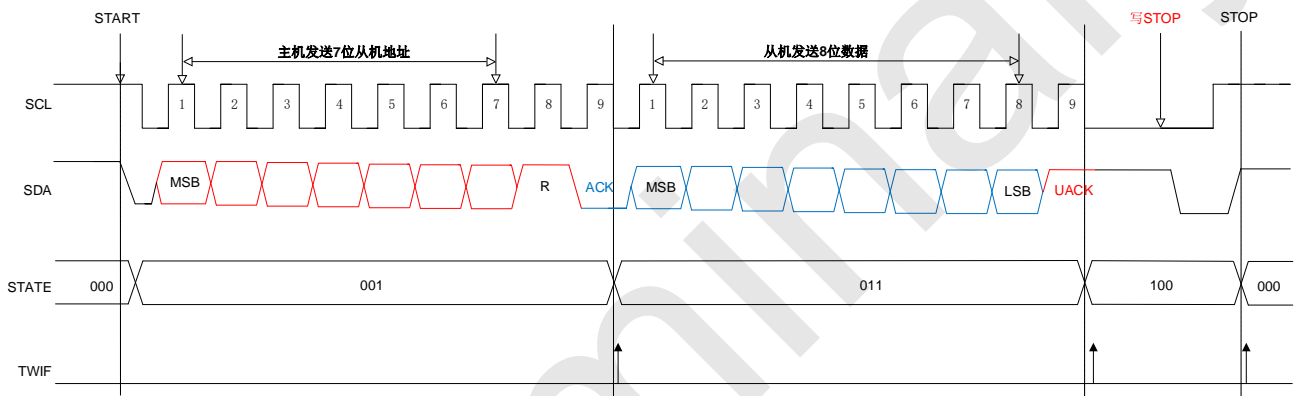 START 写STOP STOP
主机发送7位从机地址 从机发送8位数据
SCL 1 2 3 4 5 6 7 8 9 1 2 3 4 5 6 7 8 9
SDA MSB R ACK MSB LSB UACK
STATE 000 001 011 100 000
TWIF